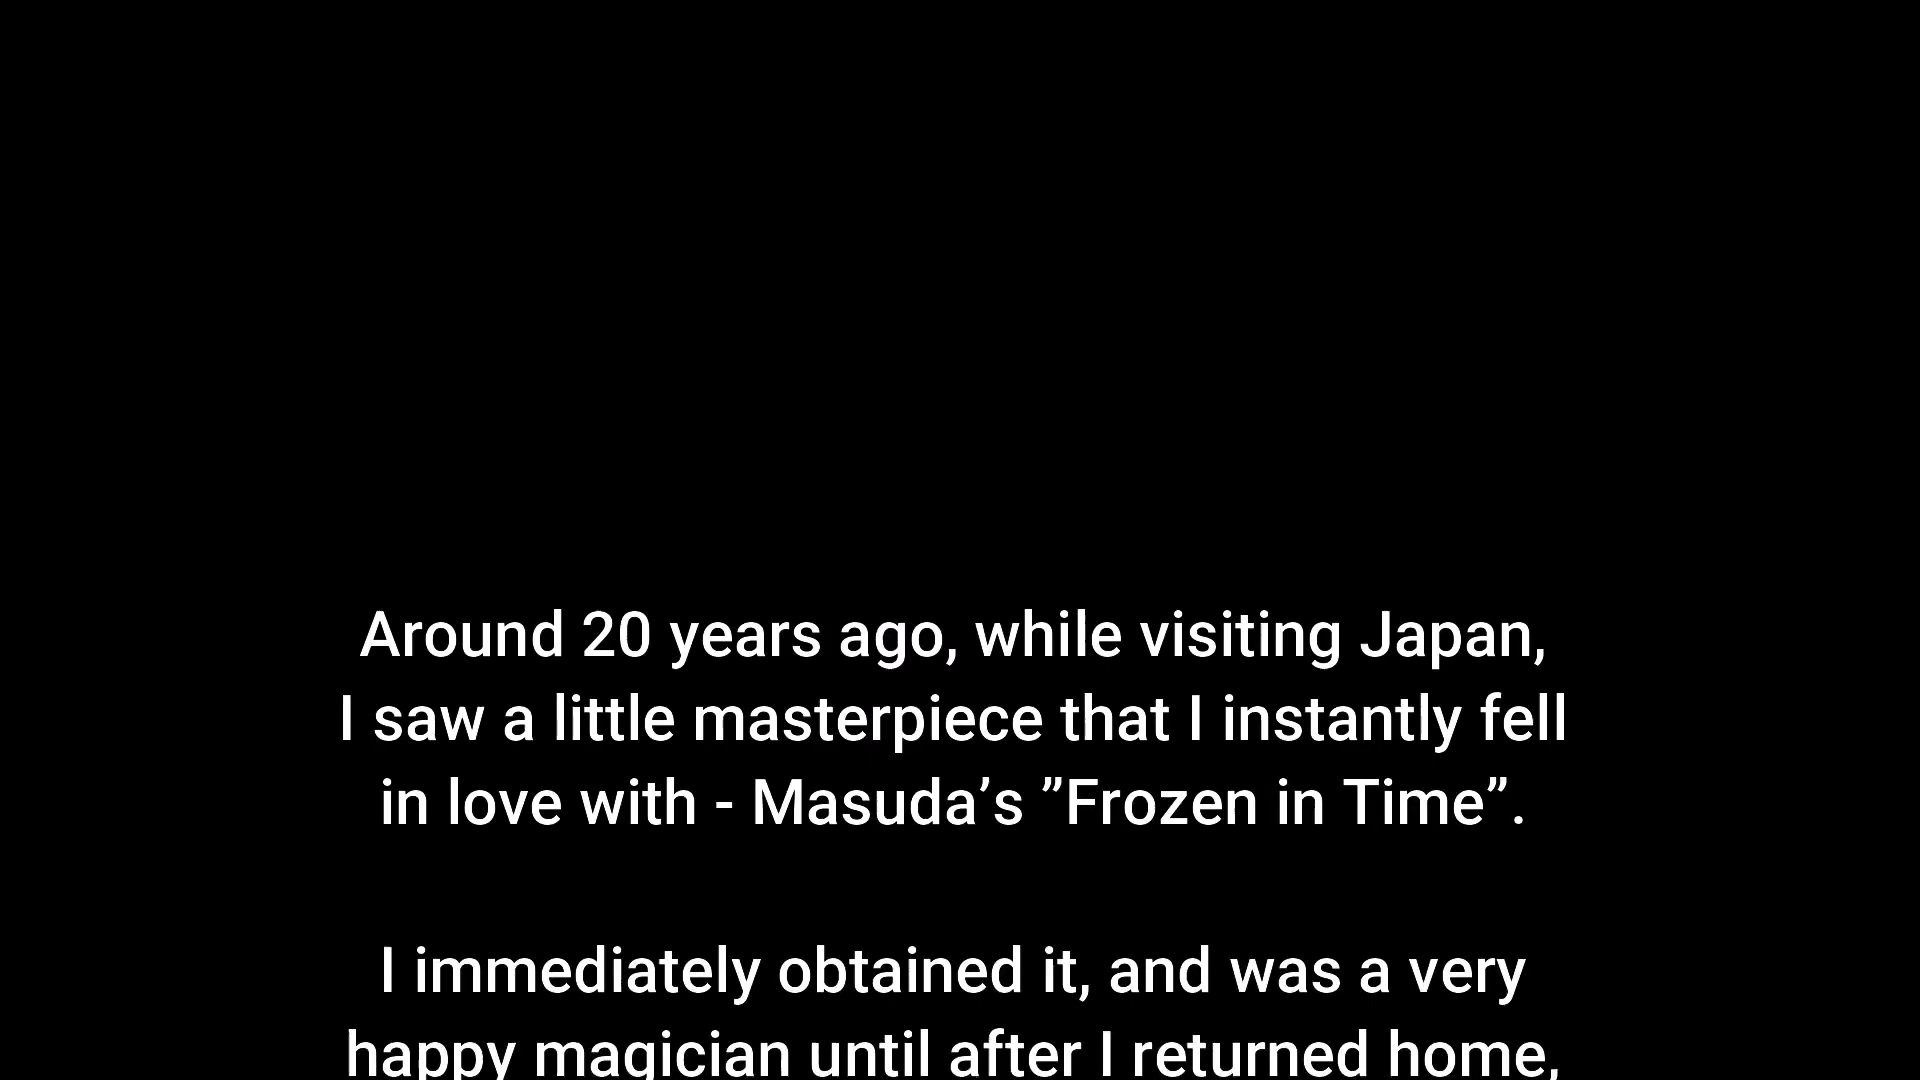 Around 20 years ago, while visiting Japan,
I saw a little masterpiece that I instantly fell
in love with - Masuda’s ”Frozen in Time”.
I immediately obtained it, and was a very
happy magician until after I returned home,